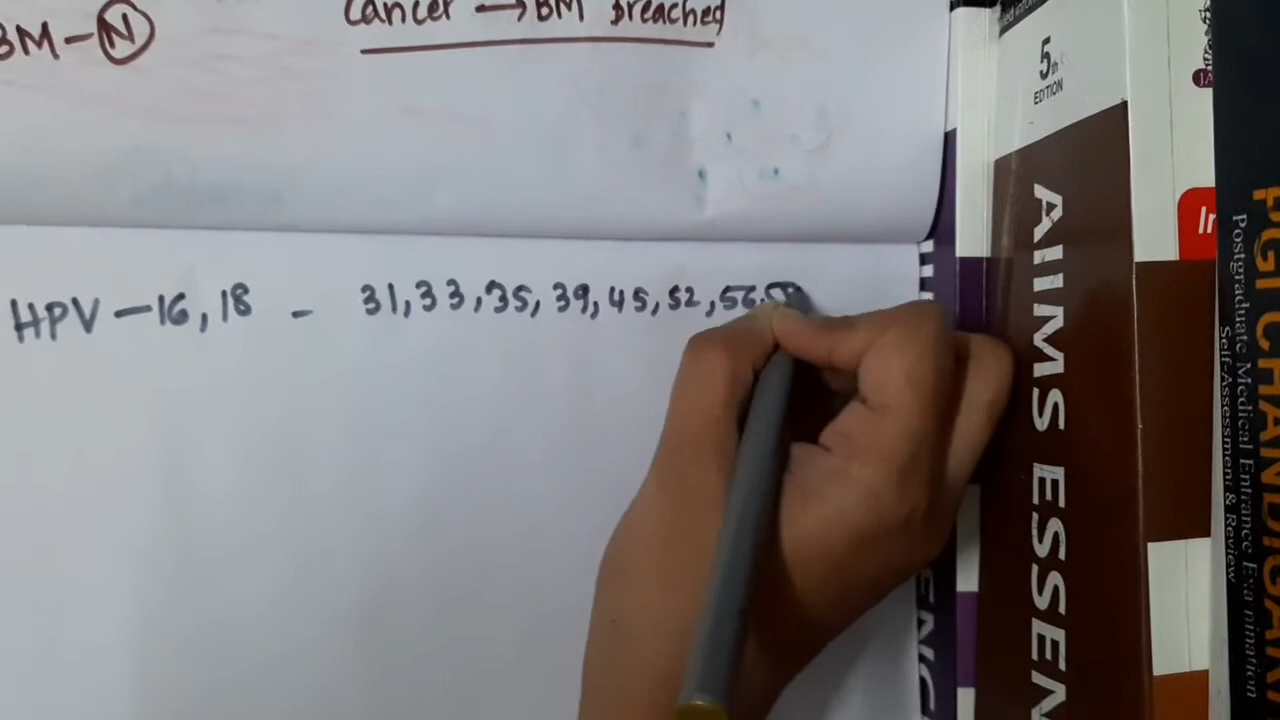 Cancer → BM breached
BM - N
HPV - 16, 18 - 31, 33, 35, 39, 45, 52, 56,
5th
EDITION
AIIMS ESSEN
PGI CHANDIGAR
Postgraduate Medical Entrance Examination
Self-Assessment & Review